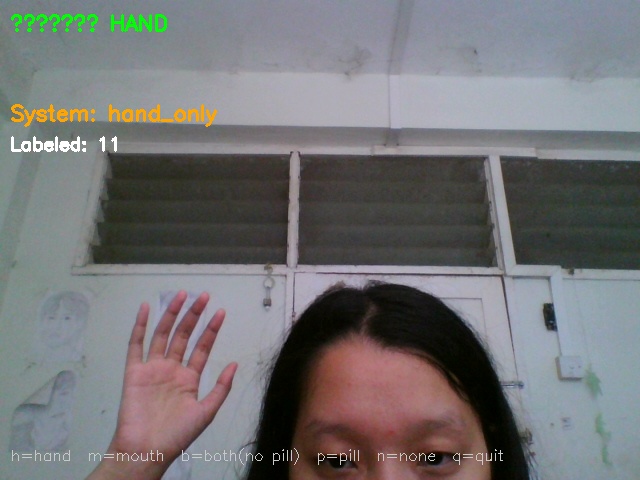 ??????? HAND
System: hand_only
Labeled: 11
h=hand m=mouth b=both(no pill) p=pill n=none q=quit